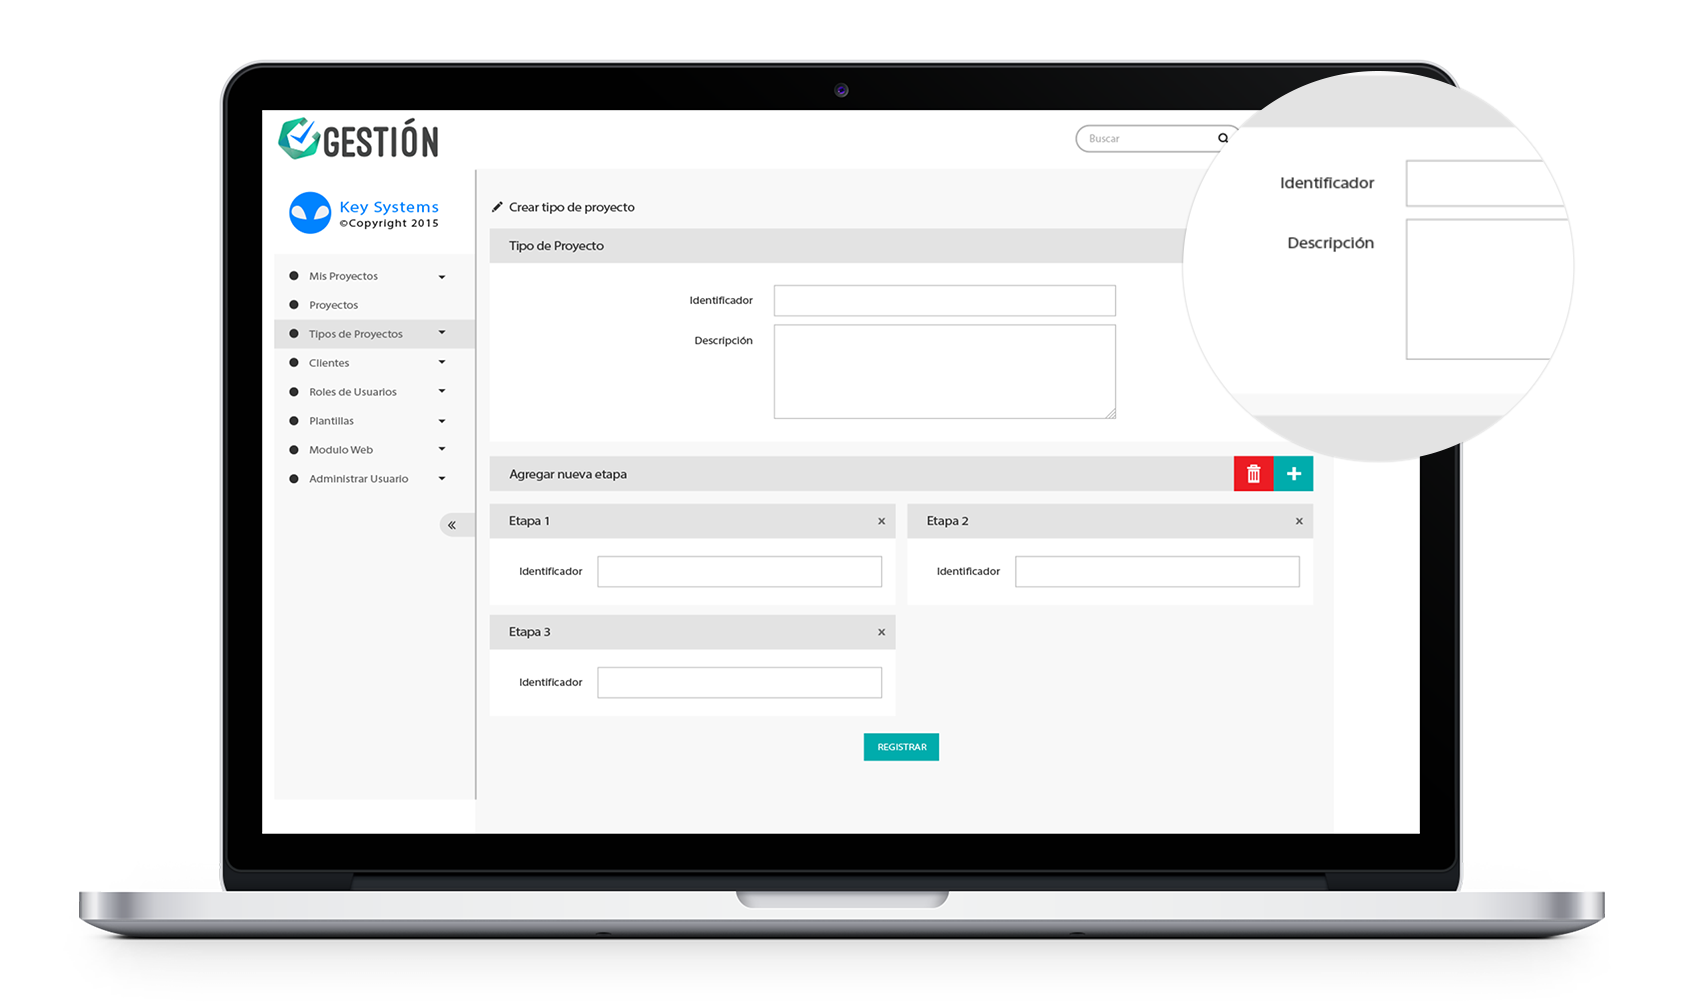 GESTIÓN
Buscar
Key Systems
©Copyright 2015
Mis Proyectos
Proyectos
Tipos de Proyectos
Clientes
Roles de Usuarios
Plantillas
Modulo Web
Administrar Usuario
Crear tipo de proyecto
Tipo de Proyecto
Identificador
Descripción
Identificador
Descripción
Agregar nueva etapa
Etapa 1
Etapa 2
Identificador
Identificador
Etapa 3
Identificador
REGISTRAR